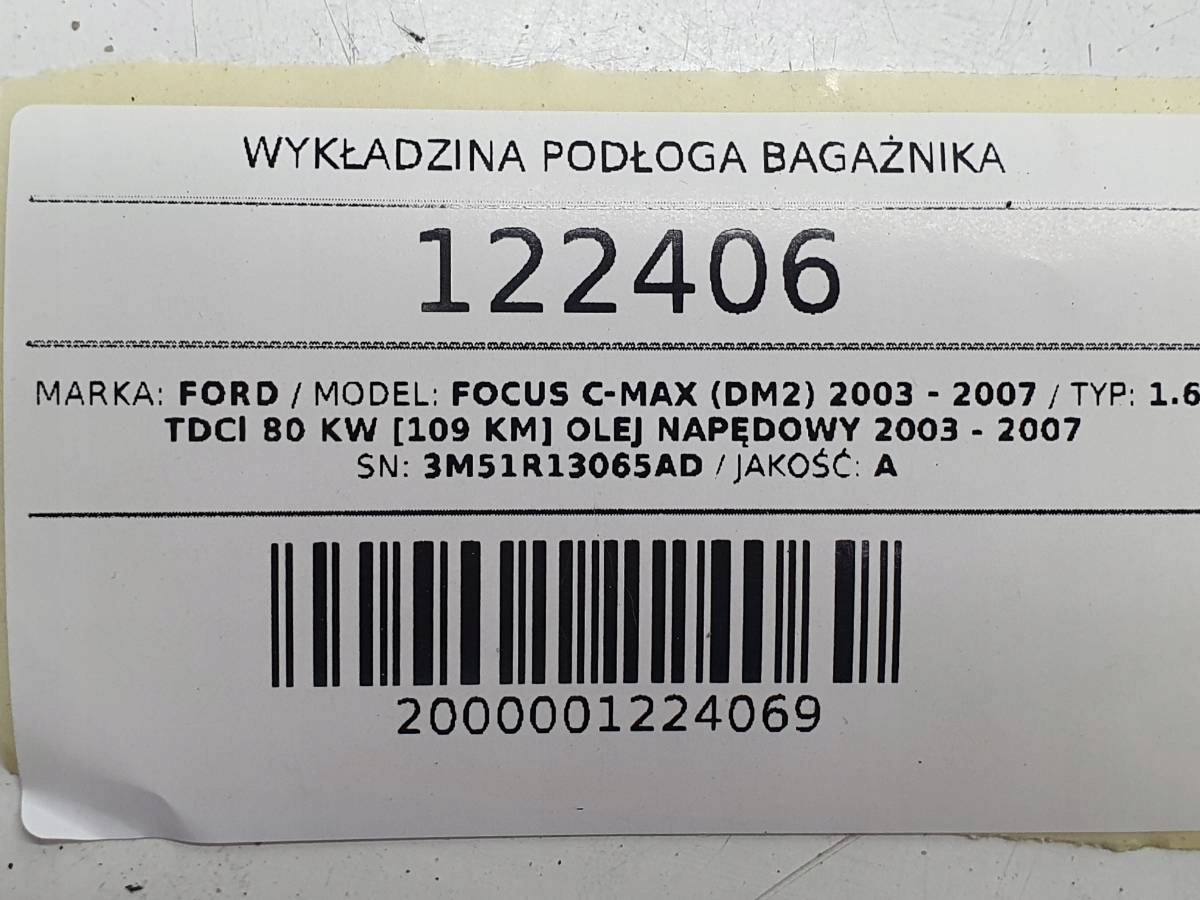 WYKŁADZINA PODŁOGA BAGAŻNIKA
122406
MARKA: FORD / MODEL: FOCUS C-MAX (DM2) 2003 - 2007 / TYP: 1.6
TDCI 80 KW [109 KM] OLEJ NAPĘDOWY 2003 - 2007
SN: 3M51R13065AD / JAKOŚĆ: A
2000001224069